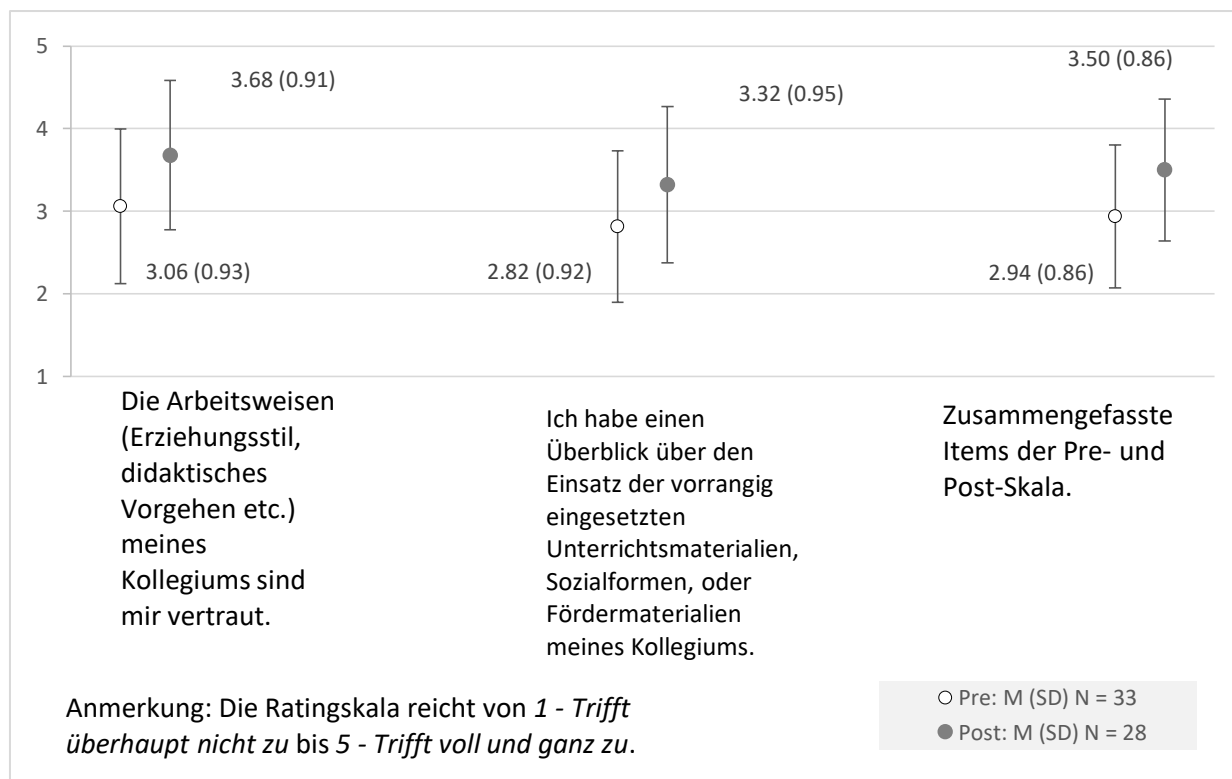 5
3.68 (0.91)
3.32 (0.95)
3.50 (0.86)
4
3
3.06 (0.93)
2.82 (0.92)
2.94 (0.86)
2
1
Die Arbeitsweisen
(Erziehungsstil,
didaktisches
Vorgehen etc.)
meines
Kollegiums sind
mir vertraut.
Ich habe einen
Überblick über den
Einsatz der vorrangig
eingesetzten
Unterrichtsmaterialien,
Sozialformen, oder
Fördermaterialien
meines Kollegiums.
Zusammengefasste
Items der Pre- und
Post-Skala.
Anmerkung: Die Ratingskala reicht von 1 - Trifft
überhaupt nicht zu bis 5 - Trifft voll und ganz zu.
Pre: M (SD) N = 33
Post: M (SD) N = 28